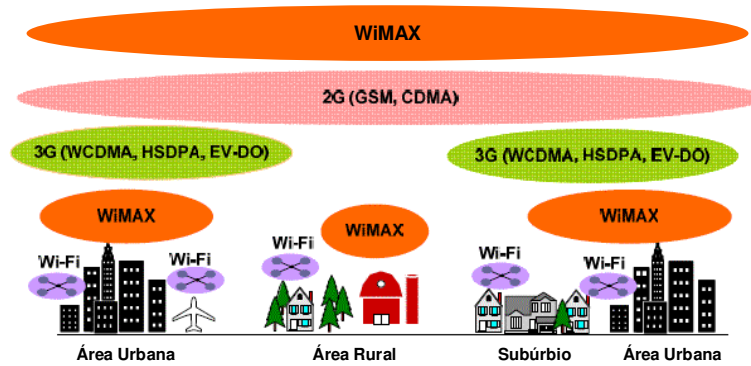 WiMAX
2G (GSM, CDMA)
3G (WCDMA, HSDPA, EV-DO)
3G (WCDMA, HSDPA, EV-DO)
WiMAX
WiMAX
WiMAX
Wi-Fi
Wi-Fi
Wi-Fi
Wi-Fi
Wi-Fi
Área Urbana
Área Rural
Subúrbio
Área Urbana